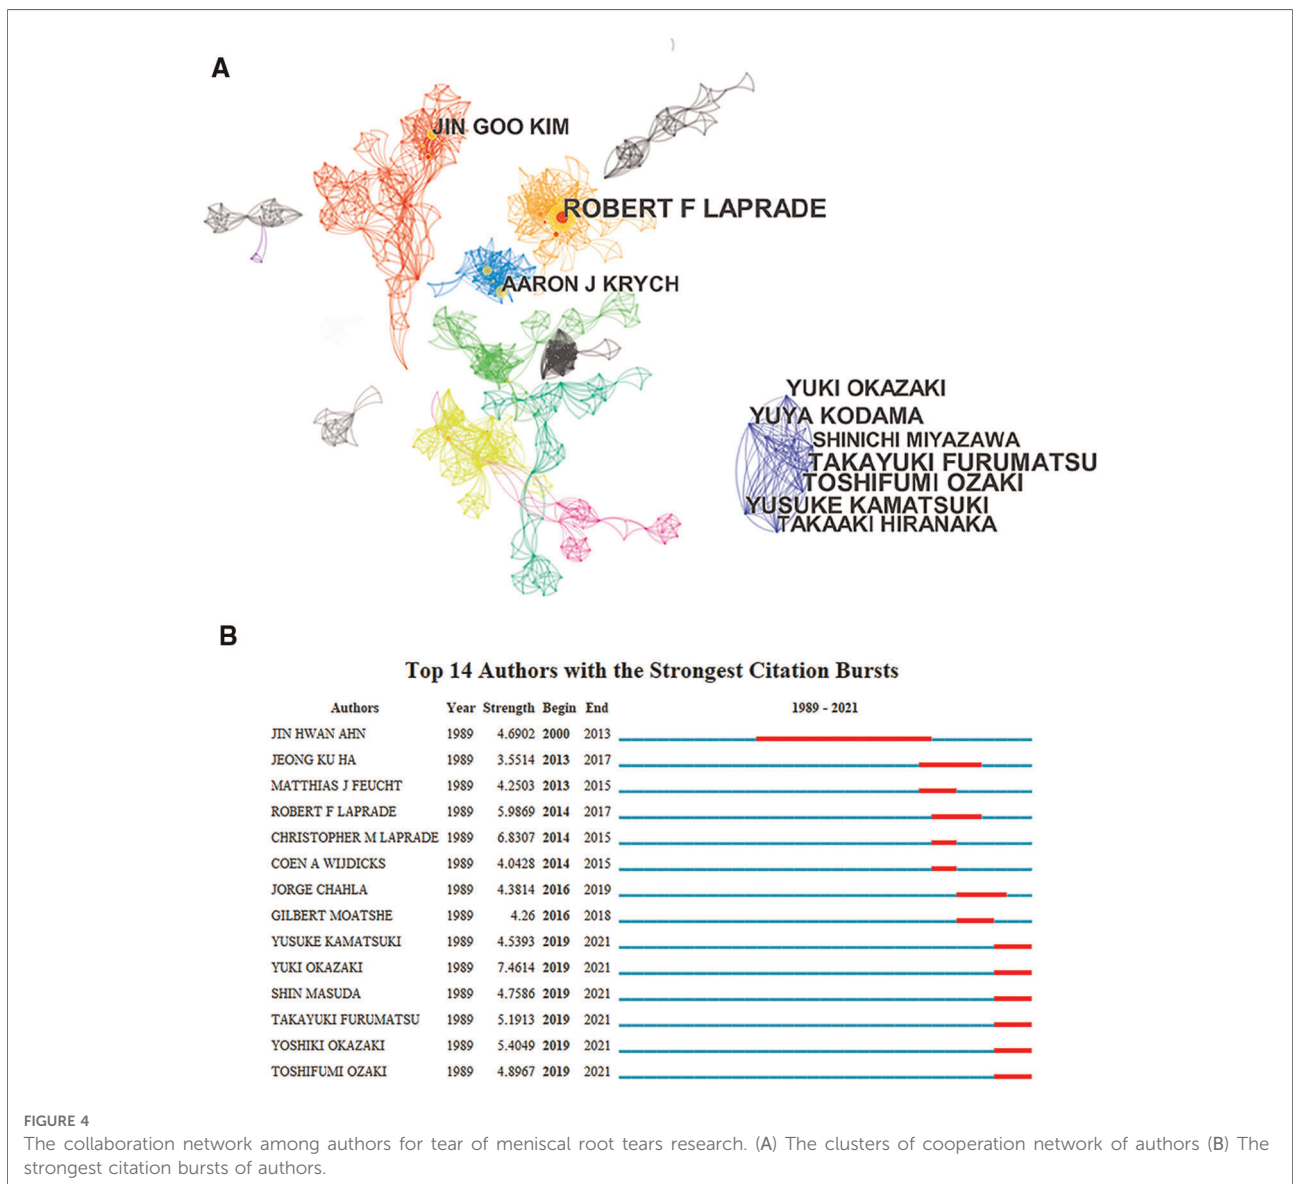 A
JIN GOO KIM
ROBERT F LAPRADE
AARON J KRYCH
YUKI OKAZAKI
YUYA KODAMA
SHINICHI MIYAZAWA
TAKAYUKI FURUMATSU
TOSHIFUMI OZAKI
YUSUKE KAMATSUKI
TAKAAKI HIRANAKA
B
Top 14 Authors with the Strongest Citation Bursts
Authors Year Strength Begin End 1989 - 2021
JIN HWAN AHN 1989 4.6902 2000 2013
JEONG KU HA 1989 3.5514 2013 2017
MATTHIAS J FEUCHT 1989 4.2503 2013 2015
ROBERT F LAPRADE 1989 5.9869 2014 2017
CHRISTOPHER M LAPRADE 1989 6.8307 2014 2015
COEN A WIJDICKS 1989 4.0428 2014 2015
JORGE CHAHLA 1989 4.3814 2016 2019
GILBERT MOATSHE 1989 4.26 2016 2018
YUSUKE KAMATSUKI 1989 4.5393 2019 2021
YUKI OKAZAKI 1989 7.4614 2019 2021
SHIN MASUDA 1989 4.7586 2019 2021
TAKAYUKI FURUMATSU 1989 5.1913 2019 2021
YOSHIKI OKAZAKI 1989 5.4049 2019 2021
TOSHIFUMI OZAKI 1989 4.8967 2019 2021
FIGURE 4
The collaboration network among authors for tear of meniscal root tears research. (A) The clusters of cooperation network of authors (B) The
strongest citation bursts of authors.